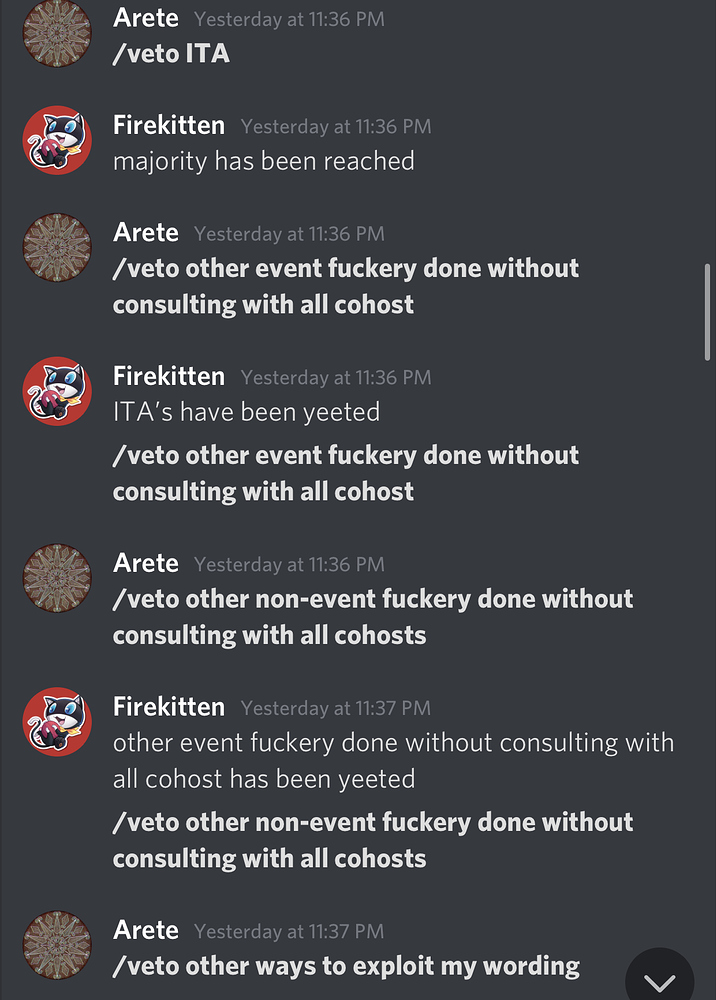 Arete Yesterday at 11:36 PM
/veto ITA
Firekitten Yesterday at 11:36 PM
majority has been reached
Arete Yesterday at 11:36 PM
/veto other event fuckery done without
consulting with all cohost
Firekitten Yesterday at 11:36 PM
ITA's have been yeeted
/veto other event fuckery done without
consulting with all cohost
Arete Yesterday at 11:36 PM
/veto other non-event fuckery done without
consulting with all cohosts
Firekitten Yesterday at 11:37 PM
other event fuckery done without consulting with
all cohost has been yeeted
/veto other non-event fuckery done without
consulting with all cohosts
Arete Yesterday at 11:37 PM
/veto other ways to exploit my wording